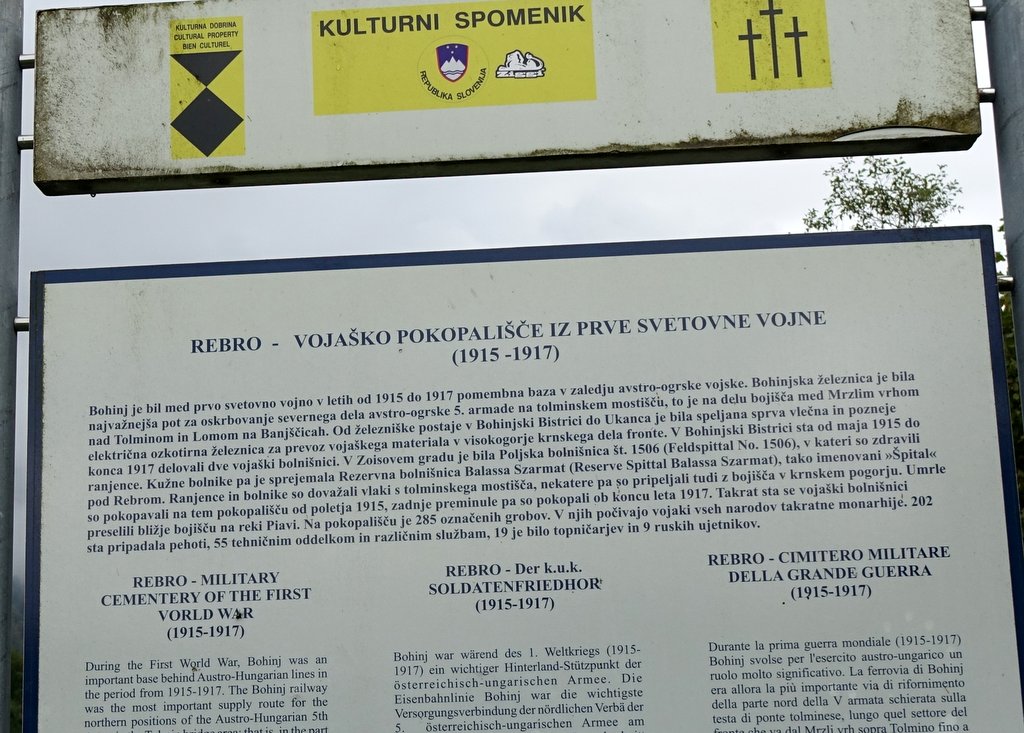 KULTURNA DOBRINA
CULTURAL PROPERTY
BIEN CULTUREL
KULTURNI SPOMENIK
REPUBLIKA SLOVENIJA
REBRO - VOJAŠKO POKOPALIŠČE IZ PRVE SVETOVNE VOJNE
(1915 -1917)
Bohinj je bil med prvo svetovno vojno v letih od 1915 do 1917 pomembna baza v zaledju avstro-ogrske vojske. Bohinjska železnica je bila
najvažnejša pot za oskrbovanje severnega dela avstro-ogrske 5. armade na tolminskem mostišču, to je na delu bojišča med Mrzlim vrhom
nad Tolminom in Lomom na Banjščicah. Od železniške postaje v Bohinjski Bistrici do Ukanca je bila speljana sprva vlečna in pozneje
električna ozkotirna železnica za prevoz vojaškega materiala v visokogorje krnskega dela fronte. V Bohinjski Bistrici sta od maja 1915 do
konca 1917 delovali dve vojaški bolnišnici. V Zoisovem gradu je bila Poljska bolnišnica št. 1506 (Feldspittal No. 1506), v kateri so zdravili
ranjence. Kužne bolnike pa je sprejemala Rezervna bolnišnica Balassa Szarmat (Reserve Spittal Balassa Szarmat), tako imenovani »Špital«
pod Rebrom. Ranjence in bolnike so dovažali vlaki s tolminskega mostišča, nekatere pa so pripeljali tudi z bojišča v krnskem pogorju. Umrle
so pokopavali na tem pokopališču od poletja 1915, zadnje preminule pa so pokopali ob koncu leta 1917. Takrat sta se vojaški bolnišnici
preselili bližje bojišču na reki Piavi. Na pokopališču je 285 označenih grobov. V njih počivajo vojaki vseh narodov takratne monarhije. 202
sta pripadala pehoti, 55 tehničnim oddelkom in različnim službam, 19 je bilo topničarjev in 9 ruskih ujetnikov.
REBRO - MILITARY
CEMENTERY OF THE FIRST
VORLD WAR
(1915-1917)
During the First World War, Bohinj was an
important base behind Austro-Hungarian lines in
the period from 1915-1917. The Bohinj railway
was the most important supply route for the
northern positions of the Austro-Hungarian 5th
REBRO - Der k.u.k.
SOLDATENFRIEDHOR
(1915-1917)
Bohinj war wärend des 1. Weltkriegs (1915-
1917) ein wichtiger Hinterland-Stützpunkt der
österreichisch-ungarischen Armee. Die
Eisenbahnlinie Bohinj war die wichtigste
Versorgungsverbindung der nördlichen Verbä der
5. österreichisch-ungarischen Armee am
REBRO - CIMITERO MILITARE
DELLA GRANDE GUERRA
(1915-1917)
Durante la prima guerra mondiale (1915-1917)
Bohinj svolse per l'esercito austro-ungarico un
ruolo molto significativo. La ferrovia di Bohinj
era allora la più importante via di rifornimento
della parte nord della V armata schierata sulla
testa di ponte tolminese, lungo quel settore del
fronte che va dal Mrzli vrh sopra Tolmino fino a